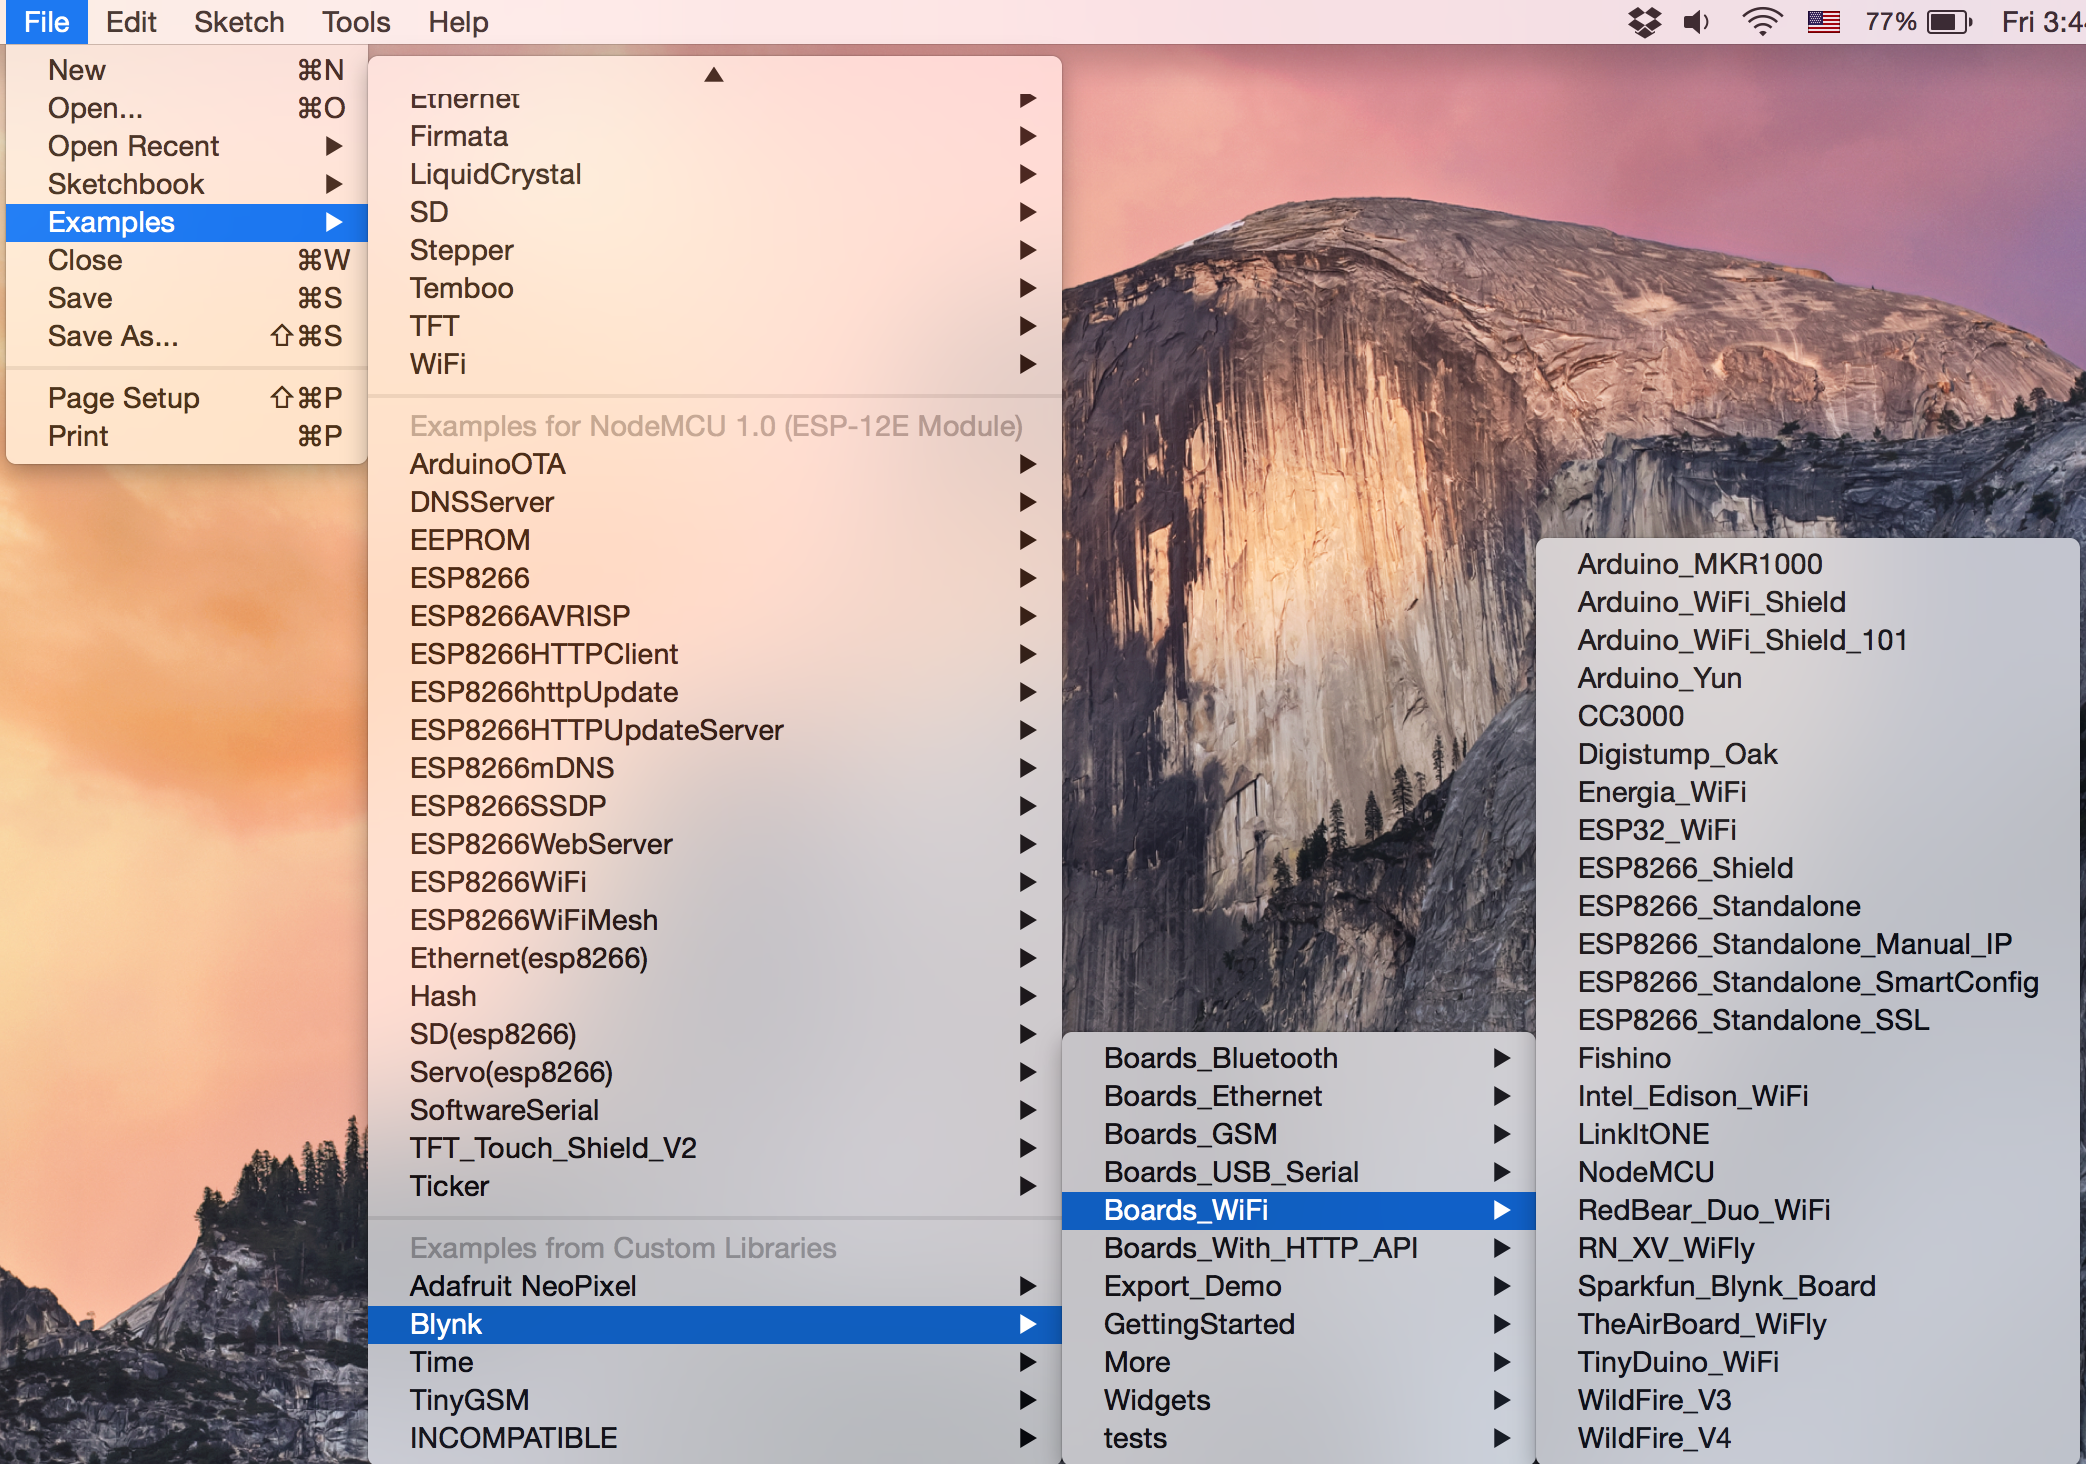 File Edit Sketch Tools Help 77% Fri 3:4
New ⌘N
Open... ⌘O
Open Recent
Sketchbook
Examples
Close ⌘W
Save ⌘S
Save As... ⇧⌘S
Page Setup ⇧⌘P
Print ⌘P
Ethernet
Firmata
LiquidCrystal
SD
Stepper
Temboo
TFT
WiFi
Examples for NodeMCU 1.0 (ESP-12E Module)
ArduinoOTA
DNSServer
EEPROM
ESP8266
ESP8266AVRISP
ESP8266HTTPClient
ESP8266httpUpdate
ESP8266HTTPUpdateServer
ESP8266mDNS
ESP8266SSDP
ESP8266WebServer
ESP8266WiFi
ESP8266WiFiMesh
Ethernet(esp8266)
Hash
SD(esp8266)
Servo(esp8266)
SoftwareSerial
TFT_Touch_Shield_V2
Ticker
Examples from Custom Libraries
Adafruit NeoPixel
Blynk
Time
TinyGSM
INCOMPATIBLE
Boards_Bluetooth
Boards_Ethernet
Boards_GSM
Boards_USB_Serial
Boards_WiFi
Boards_With_HTTP_API
Export_Demo
GettingStarted
More
Widgets
tests
Arduino_MKR1000
Arduino_WiFi_Shield
Arduino_WiFi_Shield_101
Arduino_Yun
CC3000
Digistump_Oak
Energia_WiFi
ESP32_WiFi
ESP8266_Shield
ESP8266_Standalone
ESP8266_Standalone_Manual_IP
ESP8266_Standalone_SmartConfig
ESP8266_Standalone_SSL
Fishino
Intel_Edison_WiFi
LinkItONE
NodeMCU
RedBear_Duo_WiFi
RN_XV_WiFly
Sparkfun_Blynk_Board
TheAirBoard_WiFly
TinyDuino_WiFi
WildFire_V3
WildFire_V4